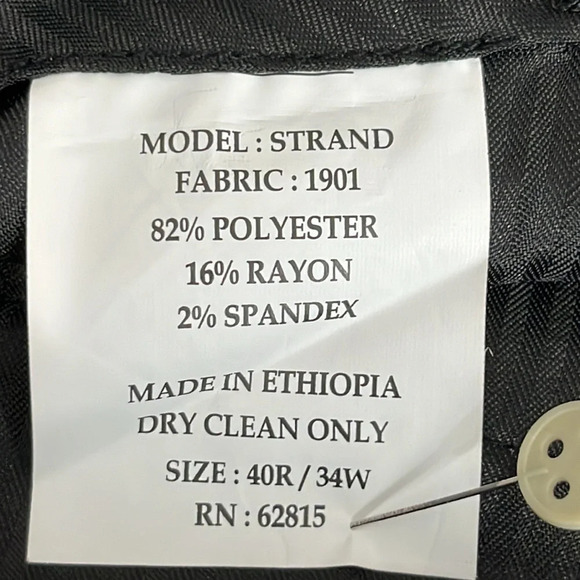 MODEL : STRAND
FABRIC : 1901
82% POLYESTER
16% RAYON
2% SPANDEX
MADE IN ETHIOPIA
DRY CLEAN ONLY
SIZE : 40R / 34W
RN : 62815